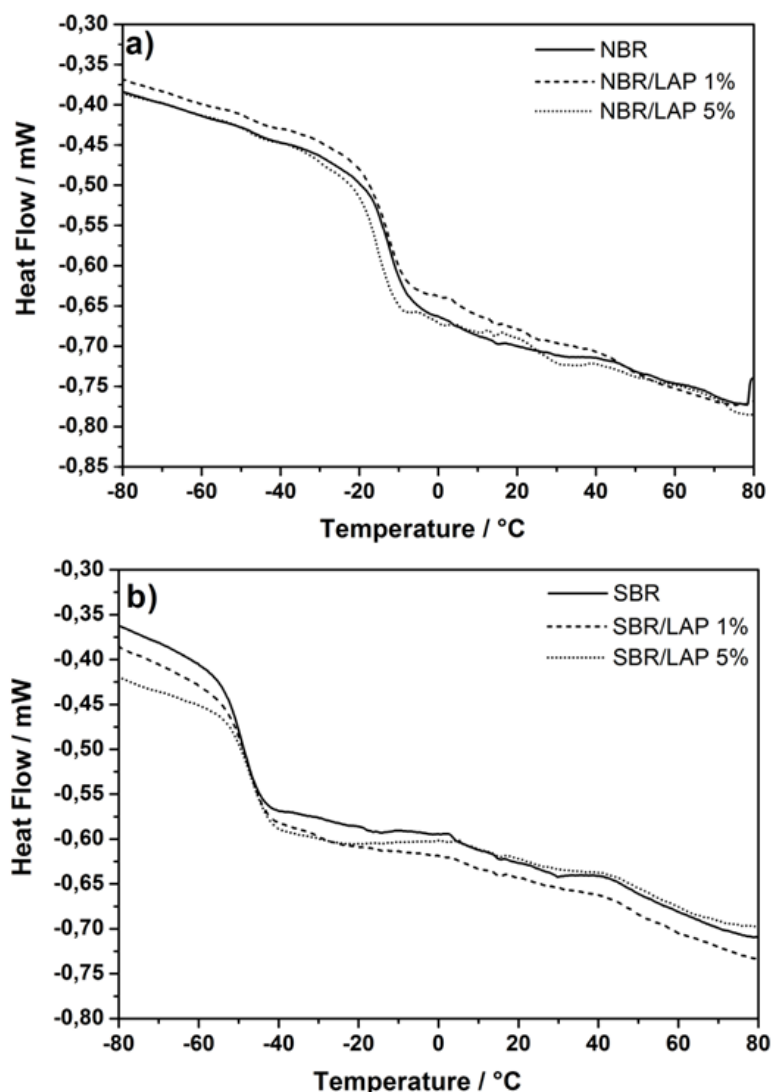 a)
NBR
NBR/LAP 1%
NBR/LAP 5%
-0,30
-0,35
-0,40
-0,45
-0,50
-0,55
-0,60
-0,65
-0,70
-0,75
-0,80
-0,85
Heat Flow / mW
-80 -60 -40 -20 0 20 40 60 80
Temperature / °C
b)
SBR
SBR/LAP 1%
SBR/LAP 5%
-0,30
-0,35
-0,40
-0,45
-0,50
-0,55
-0,60
-0,65
-0,70
-0,75
-0,80
Heat Flow / mW
-80 -60 -40 -20 0 20 40 60 80
Temperature / °C